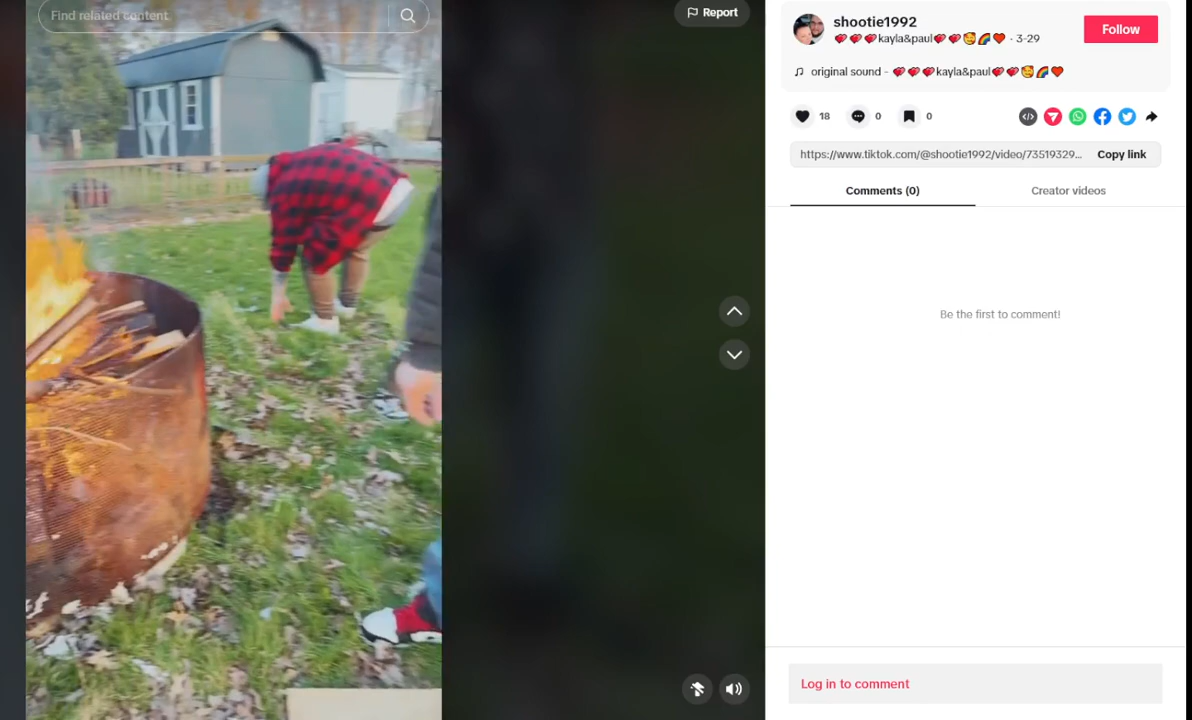 Find related content
Report
shootie1992
Follow
💘💘💘kayla&paul💘💘🥰🌈❤️ · 3-29
original sound - 💘💘💘kayla&paul💘💘🥰🌈❤️
18
0
0
https://www.tiktok.com/@shootie1992/video/73519329...
Copy link
Comments (0)
Creator videos
Be the first to comment!
Log in to comment